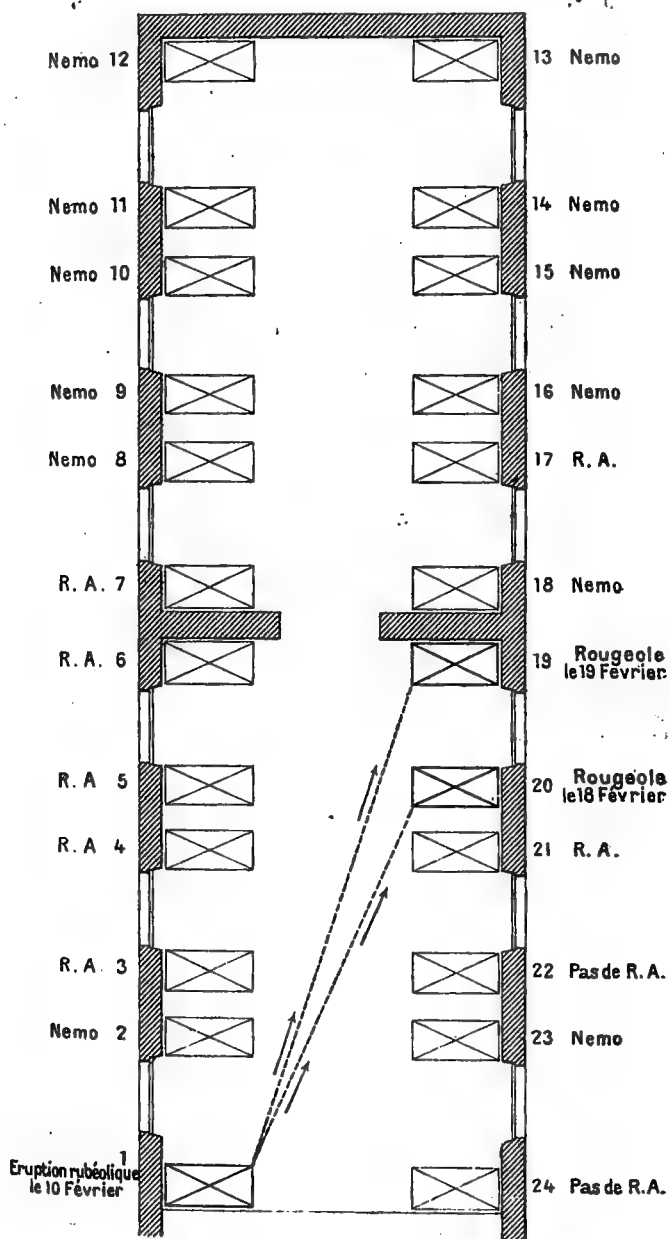 Nemo 12
13 Nemo
Nemo 11
14 Nemo
Nemo 10
15 Nemo
Nemo 9
16 Nemo
Nemo 8
17 R. A.
R. A. 7
18 Nemo
R. A. 6
19 Rougeole
le 19 Février
R. A 5
20 Rougeole
le 18 Février
R. A 4
21 R. A.
R. A. 3
22 Pas de R. A.
Nemo 2
23 Nemo
1
Eruption rubéolique
le 10 Février
24 Pas de R. A.